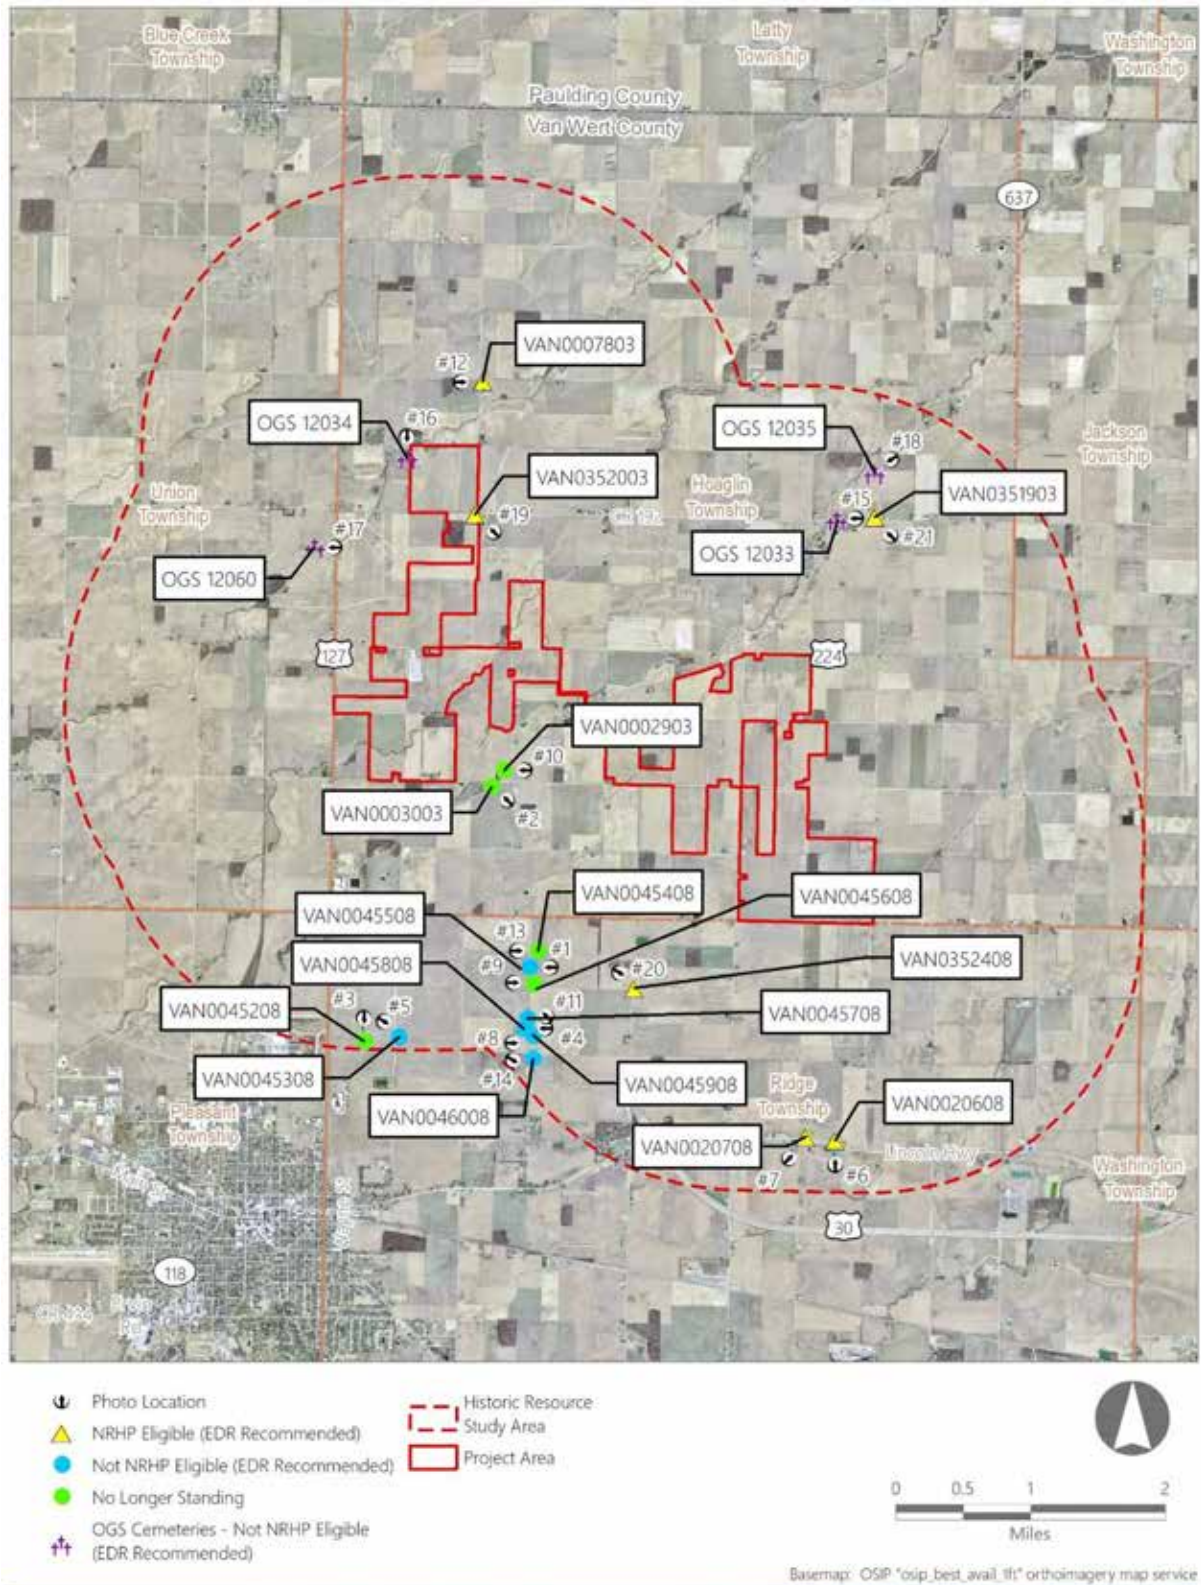 Blue Creek
Township
Latty
Township
Washington
Township
Paulding County
Van Wert County
637
VAN0007803
#12
OGS 12034
#16
OGS 12035
#18
Jackson
Township
VAN0352003
Hoaglin
Township
VAN0351903
Union
Township
#19
#15
#17
OGS 12033
#21
OGS 12060
127
224
VAN0002903
#10
VAN0003003
#2
VAN0045408
VAN0045608
VAN0045508
#13
#1
VAN0045808
#9
#20
VAN0352408
VAN0045208
#3
#5
#11
VAN0045708
#8
#4
VAN0045308
#14
VAN0045908
Ridge
Township
VAN0020608
VAN0046008
Pleasant
Township
VAN0020708
Lincoln Hwy
#7
#6
Washington
Township
30
118
Photo Location
NRHP Eligible (EDR Recommended)
Not NRHP Eligible (EDR Recommended)
No Longer Standing
OGS Cemeteries - Not NRHP Eligible
(EDR Recommended)
Historic Resource
Study Area
Project Area
0 0.5 1 2
Miles
Basemap: OSIP "osip_best_avail_1ft" orthoimagery map service